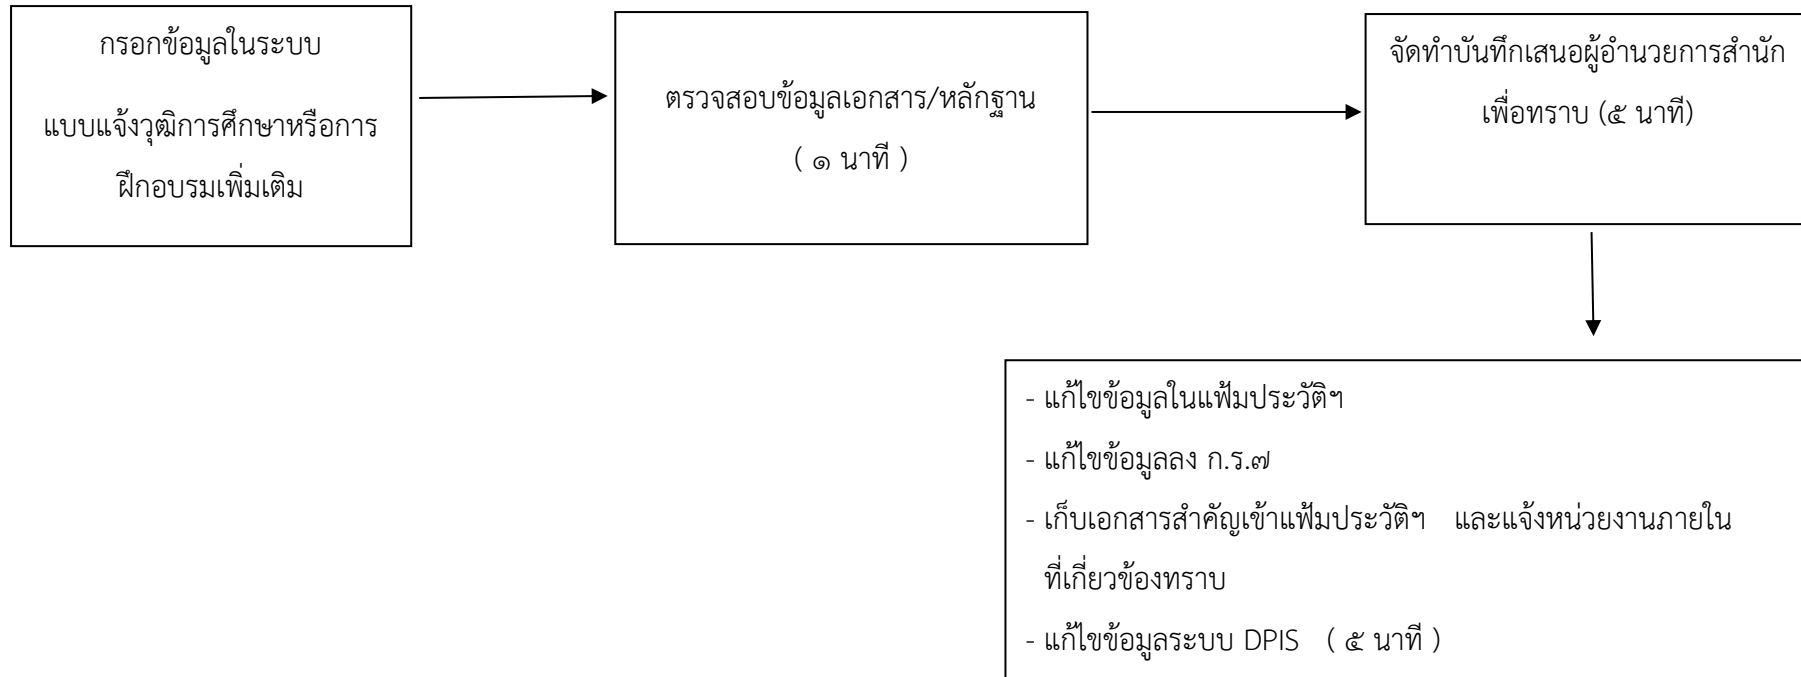 กรอกข้อมูลในระบบ
แบบแจ้งวุฒิการศึกษาหรือการ
ฝึกอบรมเพิ่มเติม
ตรวจสอบข้อมูลเอกสาร/หลักฐาน
( ๑ นาที )
จัดทำบันทึกเสนอผู้อำนวยการสำนัก
เพื่อทราบ (๕ นาที)
- แก้ไขข้อมูลในแฟ้มประวัติฯ
- แก้ไขข้อมูลลง ก.ร.๗
- เก็บเอกสารสำคัญเข้าแฟ้มประวัติฯ และแจ้งหน่วยงานภายใน
ที่เกี่ยวข้องทราบ
- แก้ไขข้อมูลระบบ DPIS ( ๕ นาที )